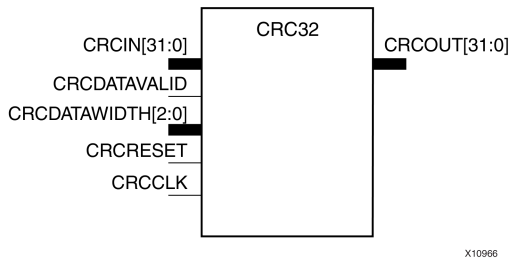 CRC32
CRCIN[31:0]
CRCOUT[31:0]
CRCDATAVALID
CRCDATAWIDTH[2:0]
CRCRESET
CRCCLK
X10966